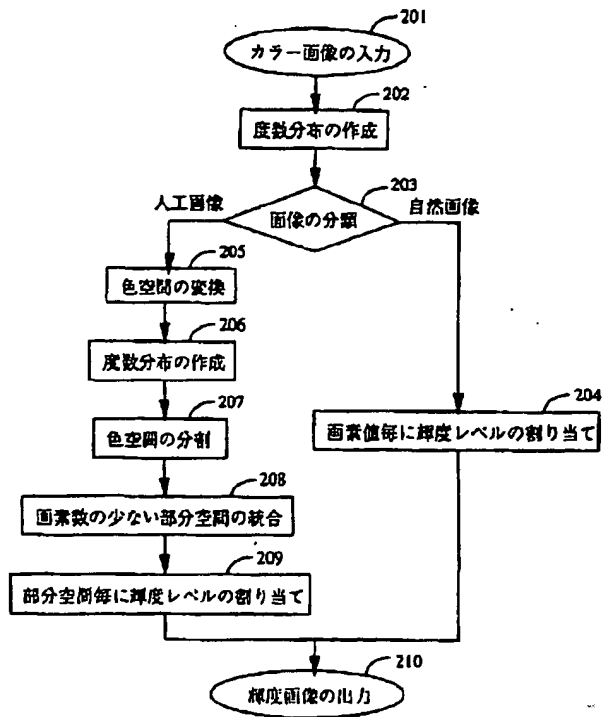 201
カラー画像の入力
202
度数分布の作成
203
画像の分類
人工画像
自然画像
205
色空間の変換
206
度数分布の作成
207
色空間の分割
204
画素値毎に輝度レベルの割り当て
208
画素数の少ない部分空間の統合
209
部分空間毎に輝度レベルの割り当て
210
輝度画像の出力